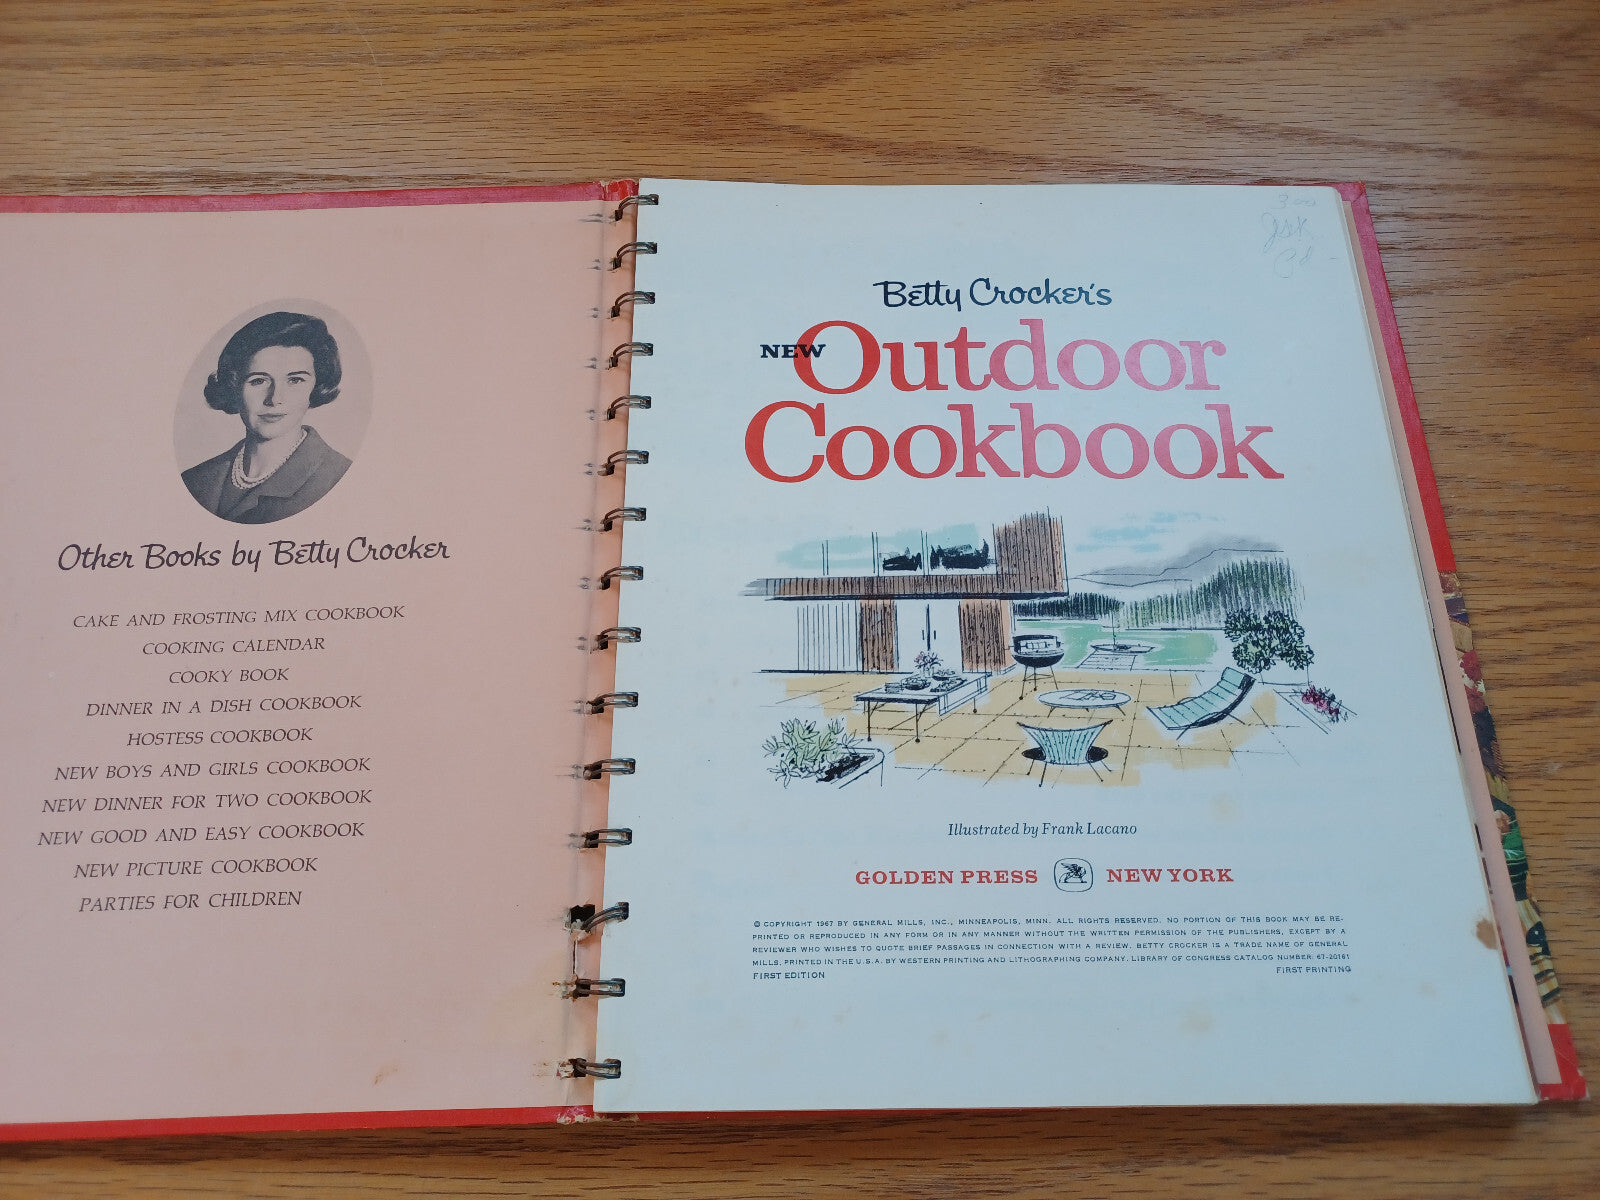 Other Books by Betty Crocker
CAKE AND FROSTING MIX COOKBOOK
COOKING CALENDAR
COOKY BOOK
DINNER IN A DISH COOKBOOK
HOSTESS COOKBOOK
NEW BOYS AND GIRLS COOKBOOK
NEW DINNER FOR TWO COOKBOOK
NEW GOOD AND EASY COOKBOOK
NEW PICTURE COOKBOOK
PARTIES FOR CHILDREN
3 00
Betty Crocker's
NEW Outdoor
Cookbook
Illustrated by Frank Lacano
GOLDEN PRESS NEW YORK
© COPYRIGHT 1967 BY GENERAL MILLS, INC., MINNEAPOLIS, MINN. ALL RIGHTS RESERVED. NO PORTION OF THIS BOOK MAY BE RE-
PRINTED OR REPRODUCED IN ANY FORM OR IN ANY MANNER WITHOUT THE WRITTEN PERMISSION OF THE PUBLISHERS, EXCEPT BY A
REVIEWER WHO WISHES TO QUOTE BRIEF PASSAGES IN CONNECTION WITH A REVIEW. BETTY CROCKER IS A TRADE NAME OF GENERAL
MILLS. PRINTED IN THE U.S.A. BY WESTERN PRINTING AND LITHOGRAPHING COMPANY. LIBRARY OF CONGRESS CATALOG NUMBER: 67-20161
FIRST EDITION FIRST PRINTING